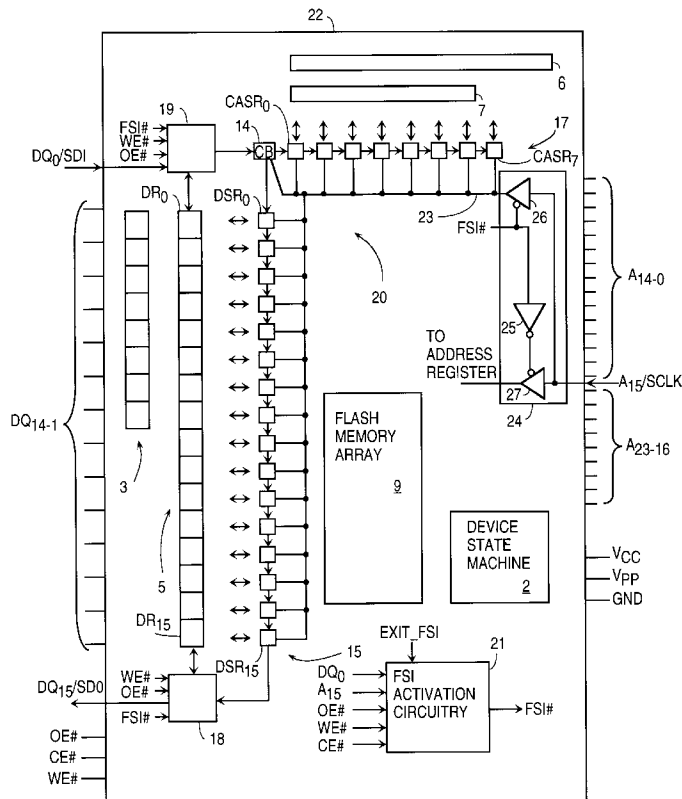 22
6
19
CASR0
7
FSI#
WE#
OE#
14
17
CB
CASR7
DQ0/SDI
DR0
DSR0
23
26
FSI#
20
A14-0
25
TO
ADDRESS
REGISTER
A15/SCLK
27
24
DQ14-1
3
FLASH
MEMORY
ARRAY
9
A23-16
5
DEVICE
STATE
MACHINE
2
VCC
VPP
GND
DR15
DSR15
15
EXIT_FSI
21
DQ15/SD0
WE#
OE#
FSI#
18
DQ0
A15
OE#
WE#
CE#
FSI
ACTIVATION
CIRCUITRY
FSI#
OE#
CE#
WE#